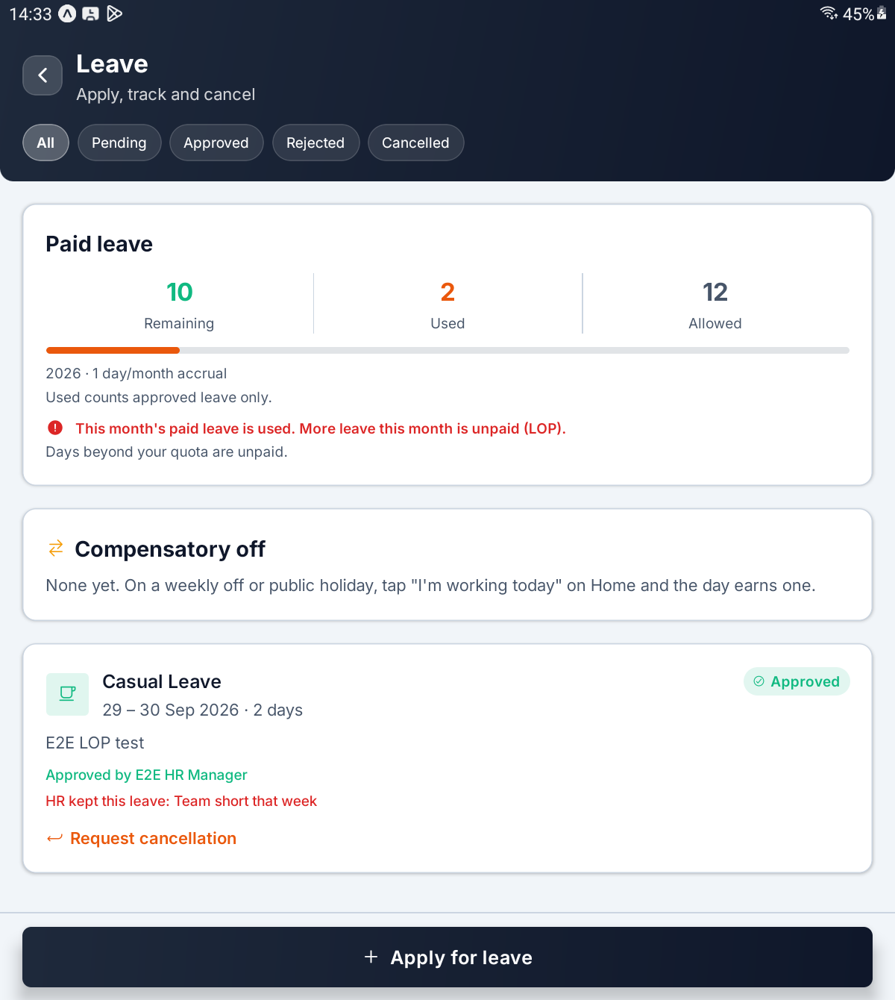 14:33
45%
Leave
Apply, track and cancel
All
Pending
Approved
Rejected
Cancelled
Paid leave
10
Remaining
2
Used
12
Allowed
2026 · 1 day/month accrual
Used counts approved leave only.
This month's paid leave is used. More leave this month is unpaid (LOP).
Days beyond your quota are unpaid.
Compensatory off
None yet. On a weekly off or public holiday, tap "I'm working today" on Home and the day earns one.
Casual Leave
Approved
29 – 30 Sep 2026 · 2 days
E2E LOP test
Approved by E2E HR Manager
HR kept this leave: Team short that week
Request cancellation
Apply for leave